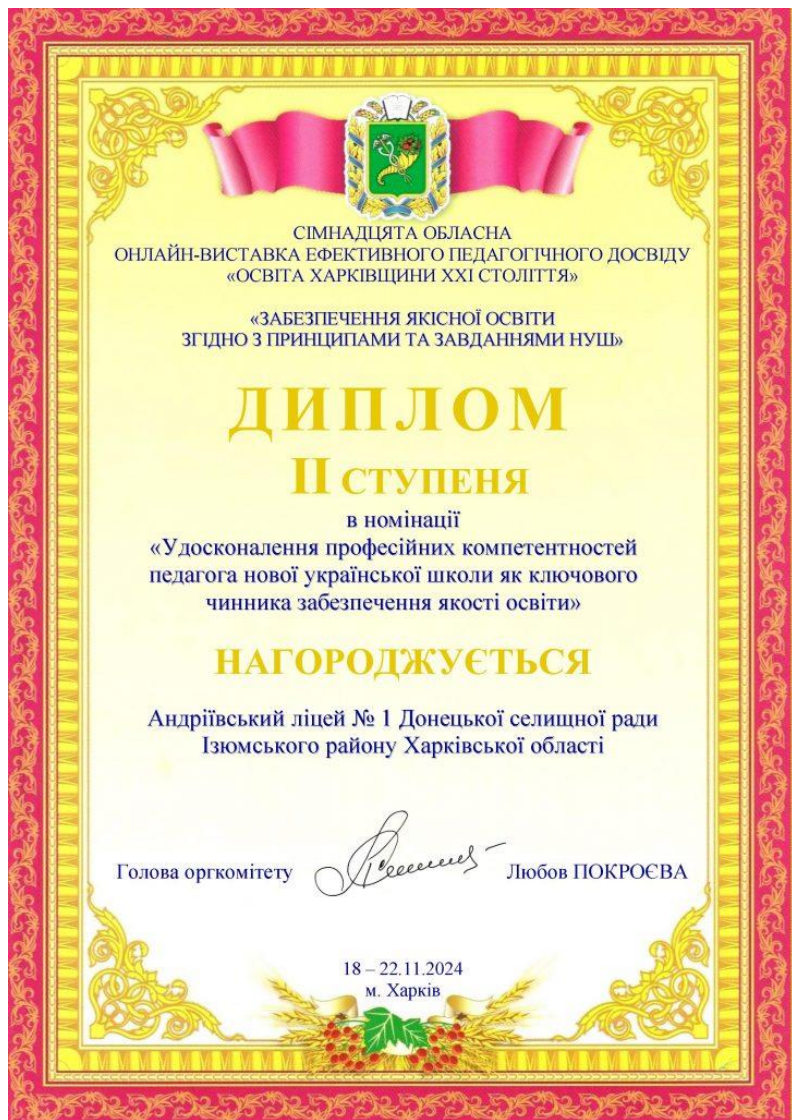 СІМНАДЦЯТА ОБЛАСНА
ОНЛАЙН-ВИСТАВКА ЕФЕКТИВНОГО ПЕДАГОГІЧНОГО ДОСВІДУ
«ОСВІТА ХАРКІВЩИНИ ХХІ СТОЛІТТЯ»
«ЗАБЕЗПЕЧЕННЯ ЯКІСНОЇ ОСВІТИ
ЗГІДНО З ПРИНЦИПАМИ ТА ЗАВДАННЯМИ НУШ»
ДИПЛОМ
ІІ СТУПЕНЯ
в номінації
«Удосконалення професійних компетентностей
педагога нової української школи як ключового
чинника забезпечення якості освіти»
НАГОРОДЖУЄТЬСЯ
Андріївський ліцей № 1 Донецької селищної ради
Ізюмського району Харківської області
Голова оргкомітету Любов ПОКРОЄВА
18 – 22.11.2024
м. Харків